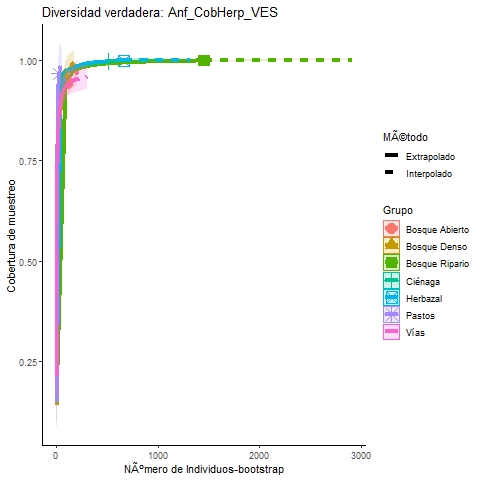 Diversidad verdadera: Anf_CobHerp_VES
1.00
0.75
0.50
0.25
Cobertura de muestreo
0
1000
2000
3000
NÃºmero de Individuos-bootstrap
MÃ©todo
Extrapolado
Interpolado
Grupo
Bosque Abierto
Bosque Denso
Bosque Ripario
Ciénaga
Herbazal
Pastos
Vías